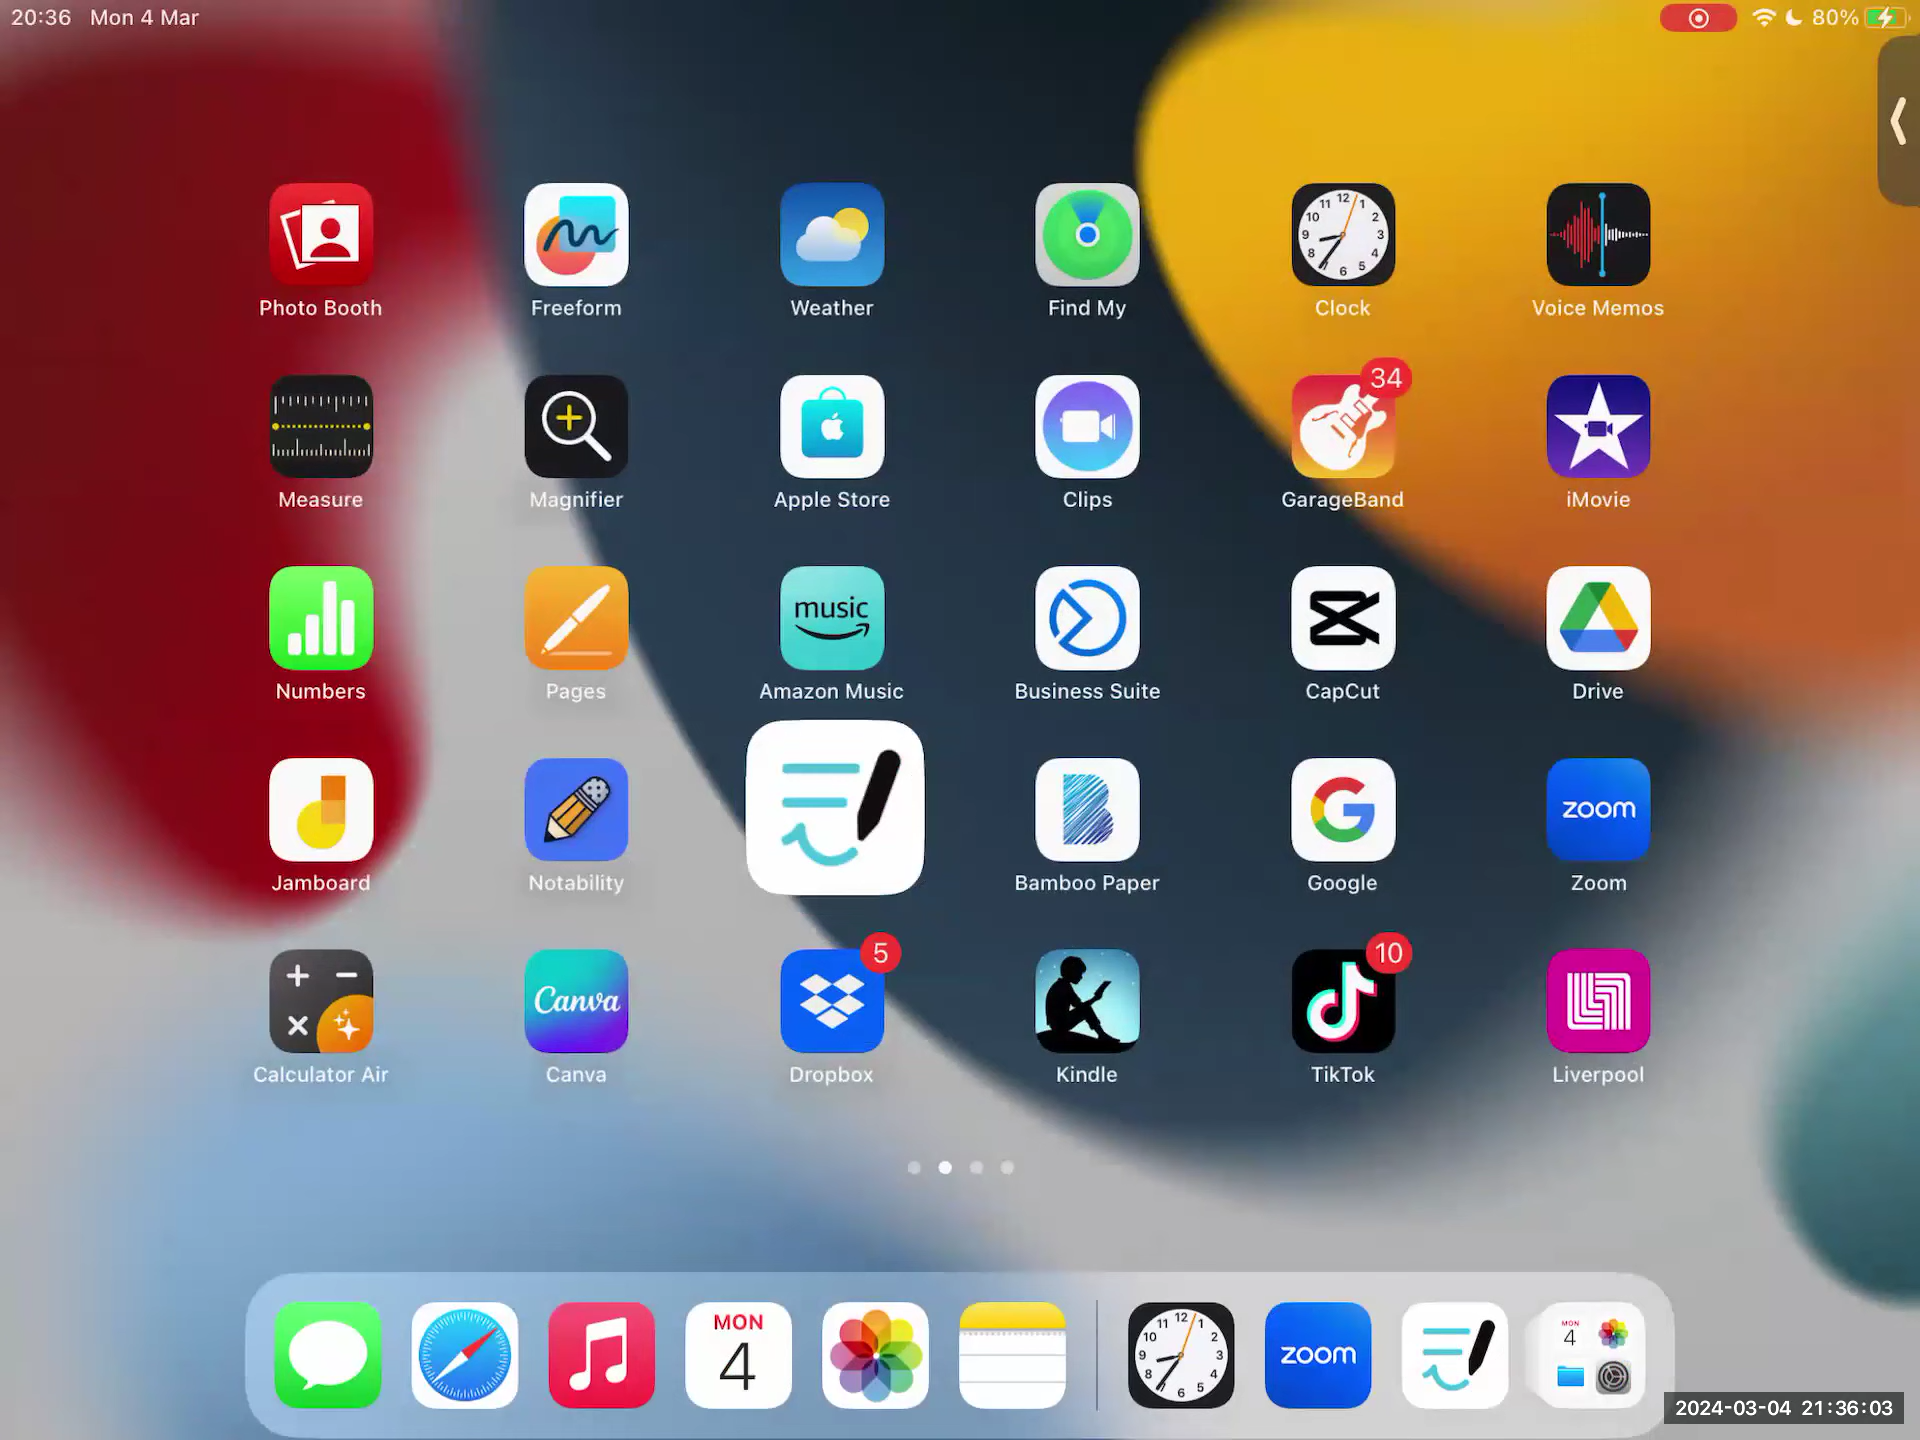 20:36 Mon 4 Mar
80%
Photo Booth Freeform Weather Find My Clock Voice Memos
34
Measure Magnifier Apple Store Clips GarageBand iMovie
music
Numbers Pages Amazon Music Business Suite CapCut Drive
zoom
Jamboard Notability Bamboo Paper Google Zoom
5 10
Canva
Calculator Air Canva Dropbox Kindle TikTok Liverpool
MON
4
zoom
MON
4
2024-03-04 21:36:03